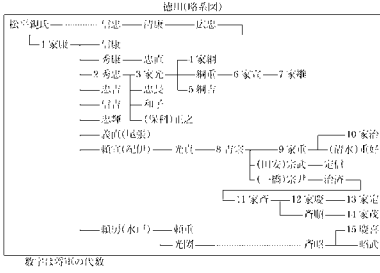 徳川(略系図)
松平親氏 ………… 信忠 清康 広忠
1家康 信康
秀康 忠直 4家綱
2秀忠 3家光 綱重 6家宣 7家継
忠吉 忠長 5綱吉
信吉 和子
忠輝 (保科)正之
義直(尾張) 10家治
頼宣(紀伊) 光貞 8吉宗 9家重 (清水)重好
(田安)宗武 定信
(一橋)宗尹 治済
11家斉 12家慶 13家定
14家茂
頼房(水戸) 頼重 15慶喜
光圀 ………… 斉昭 昭武
数字は将軍の代数